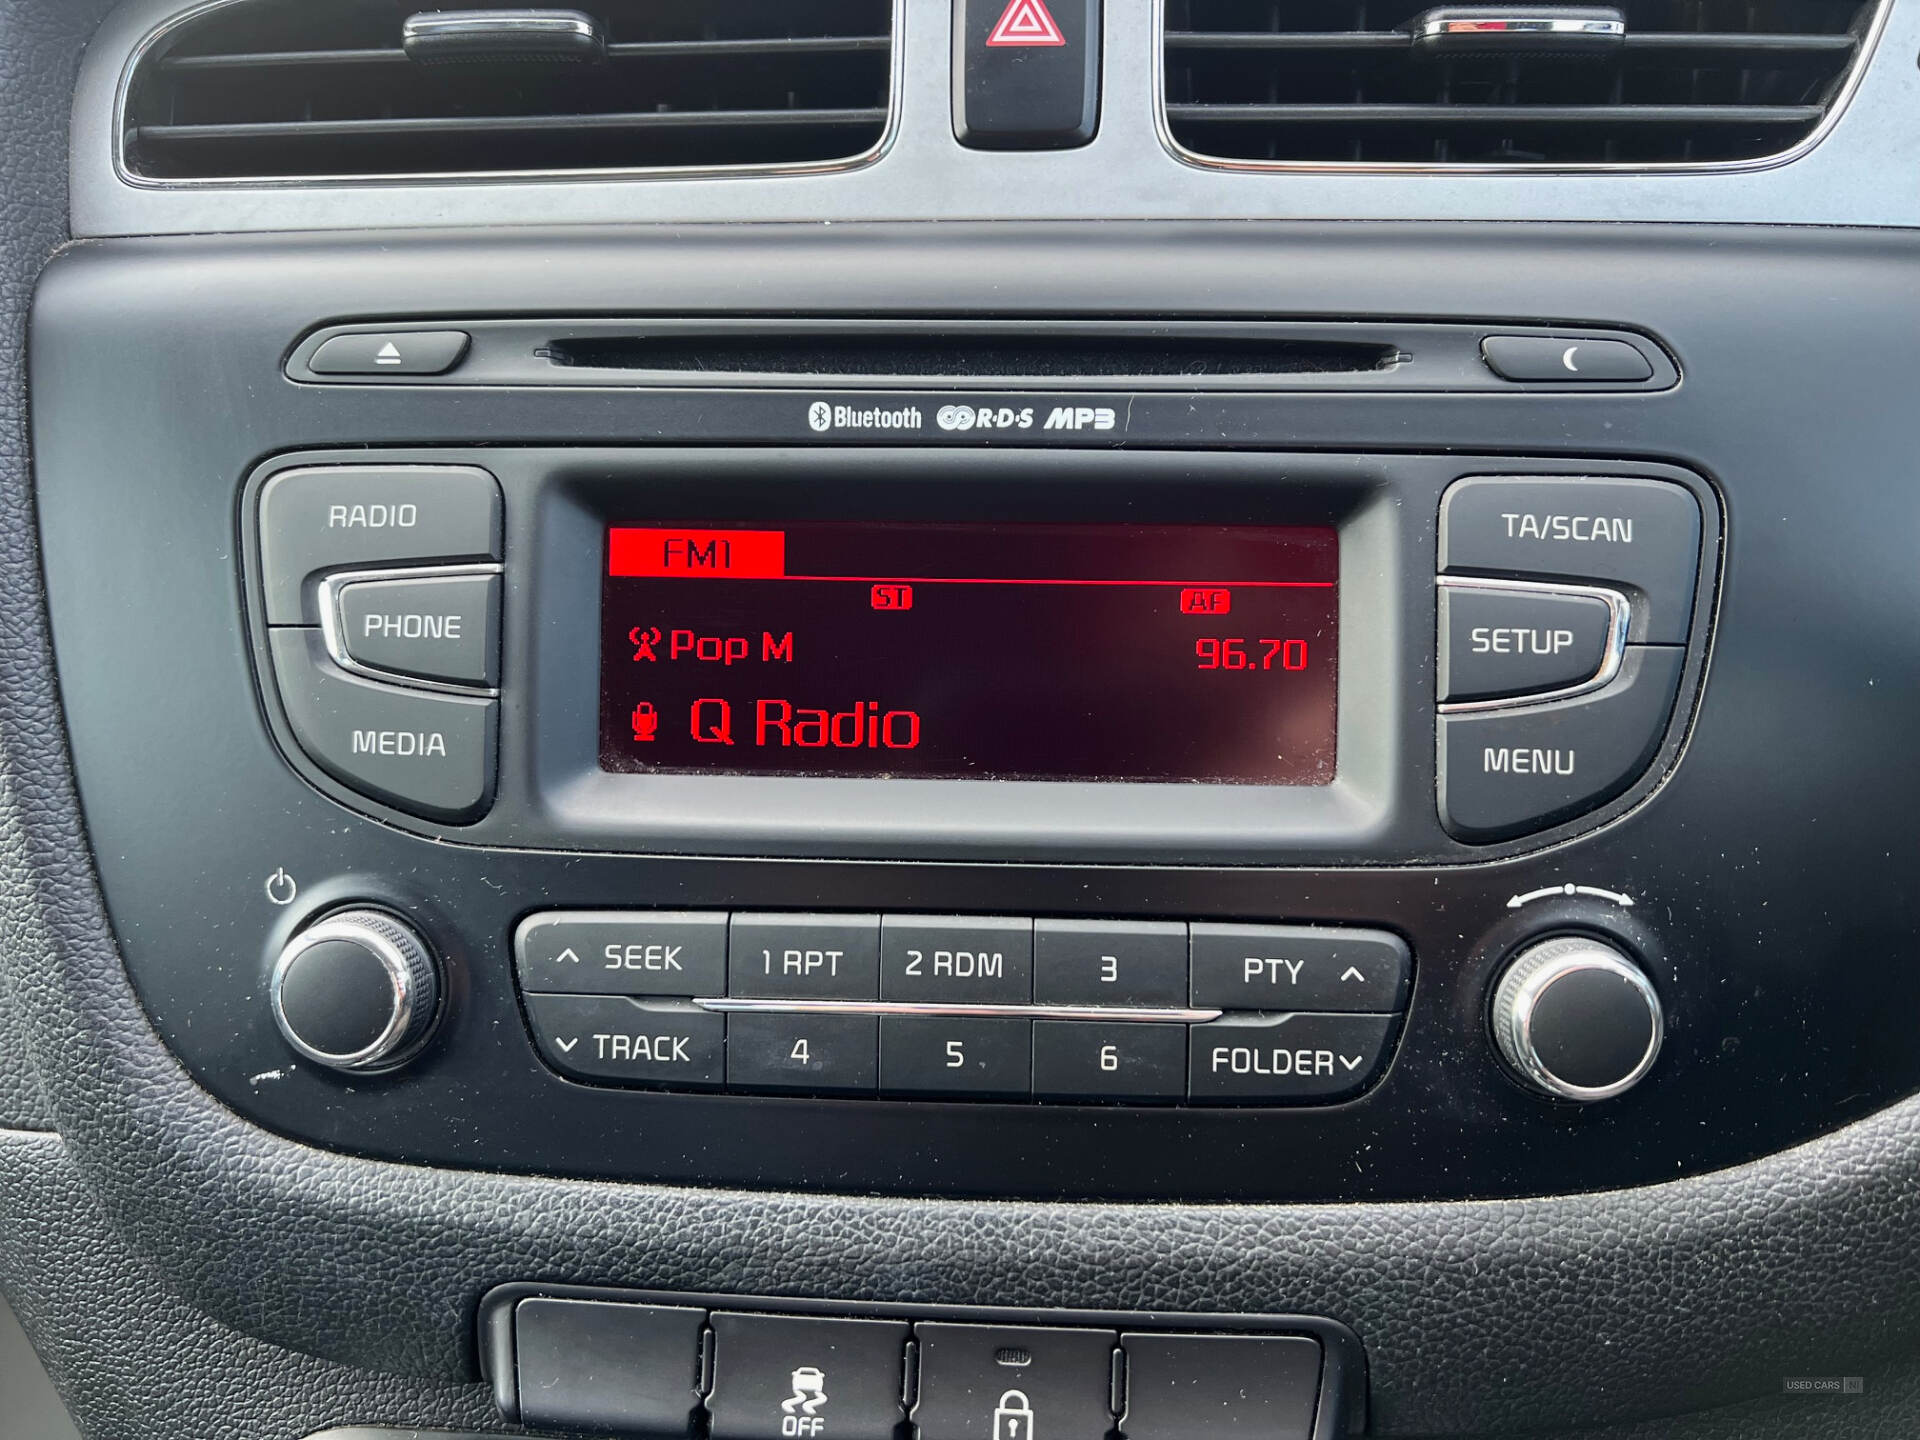 Bluetooth R·D·S MP3
RADIO
PHONE
MEDIA
FM1
ST
AF
Pop M
96.70
Q Radio
TA/SCAN
SETUP
MENU
SEEK
1 RPT
2 RDM
3
PTY
TRACK
4
5
6
FOLDER
OFF
USED CARS NI